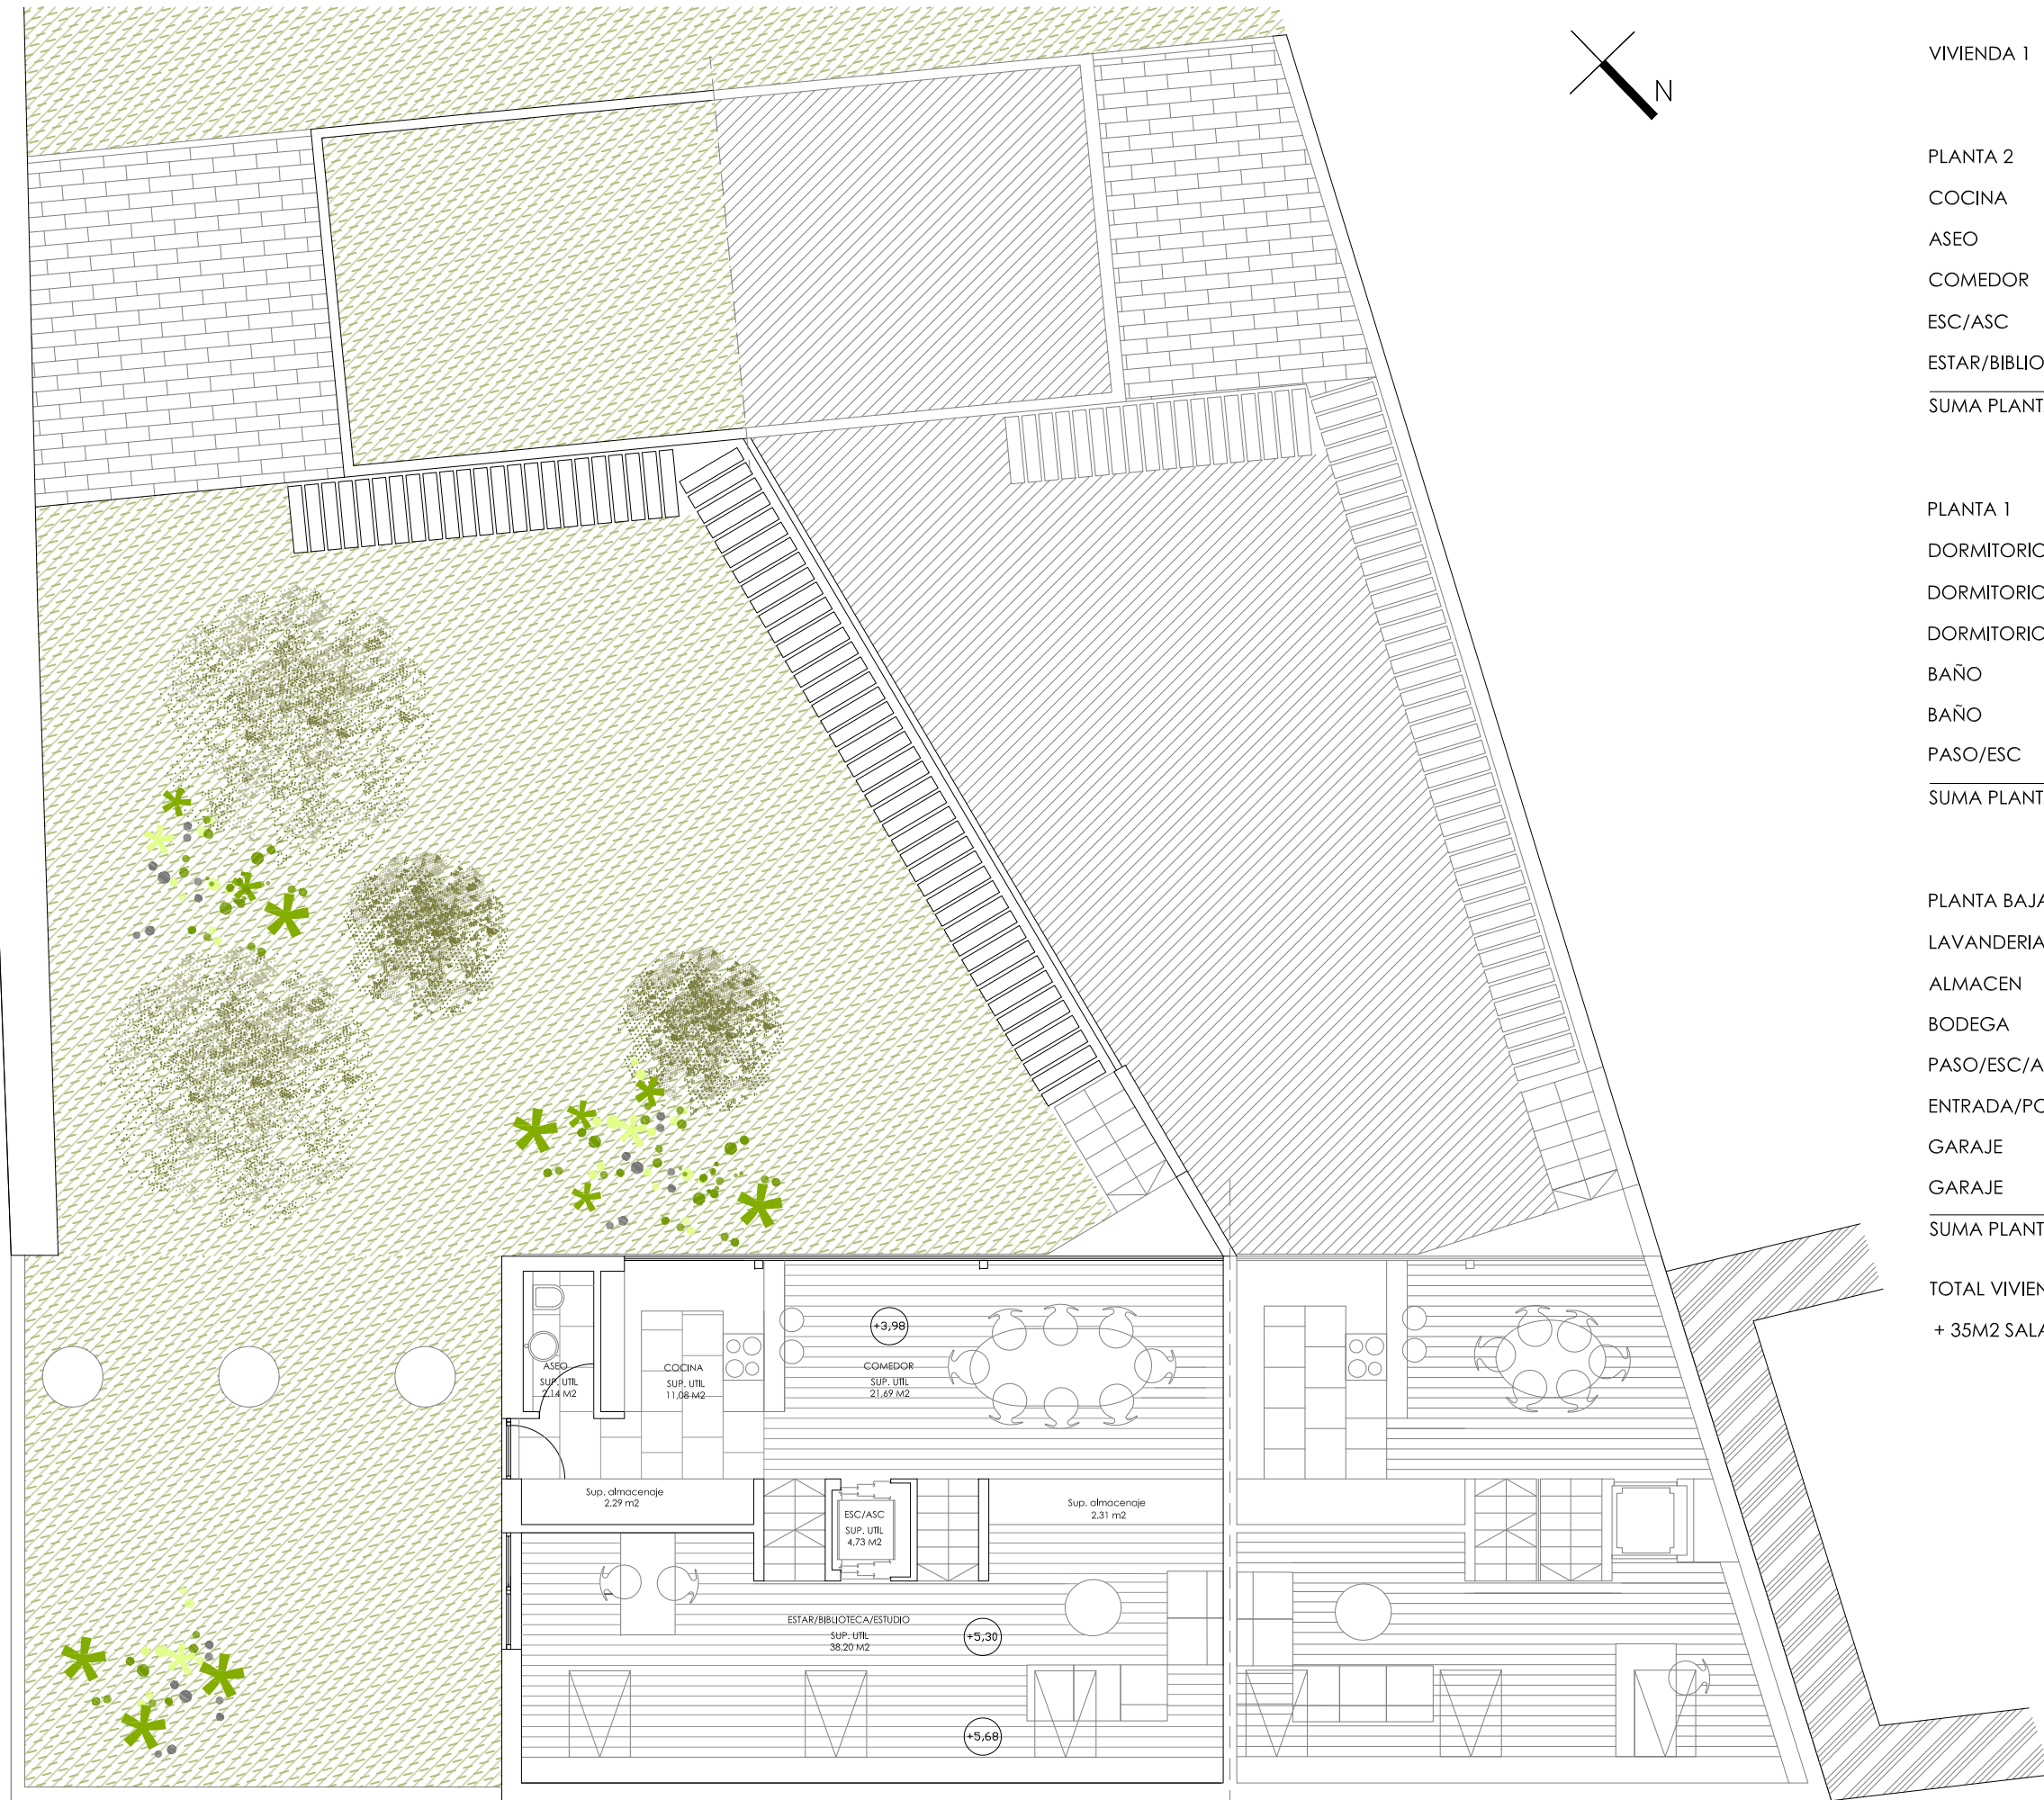 N
VIVIENDA 1
PLANTA 2
COCINA
ASEO
COMEDOR
ESC/ASC
ESTAR/BIBLIO
SUMA PLANT
PLANTA 1
DORMITORIO
DORMITORIO
DORMITORIO
BAÑO
BAÑO
PASO/ESC
SUMA PLANT
PLANTA BAJA
LAVANDERIA
ALMACEN
BODEGA
PASO/ESC/A
ENTRADA/PO
GARAJE
GARAJE
SUMA PLANT
TOTAL VIVIEN
+ 35M2 SALA
+3,98
ASEO
SUP. UTIL
2,14 M2
COCINA
SUP. UTIL
11,08 M2
COMEDOR
SUP. UTIL
21,69 M2
Sup. almacenaje
2.29 m2
ESC/ASC
SUP. UTIL
4,73 M2
Sup. almacenaje
2.31 m2
ESTAR/BIBLIOTECA/ESTUDIO
SUP. UTIL
38,20 M2
+5,30
+5,68